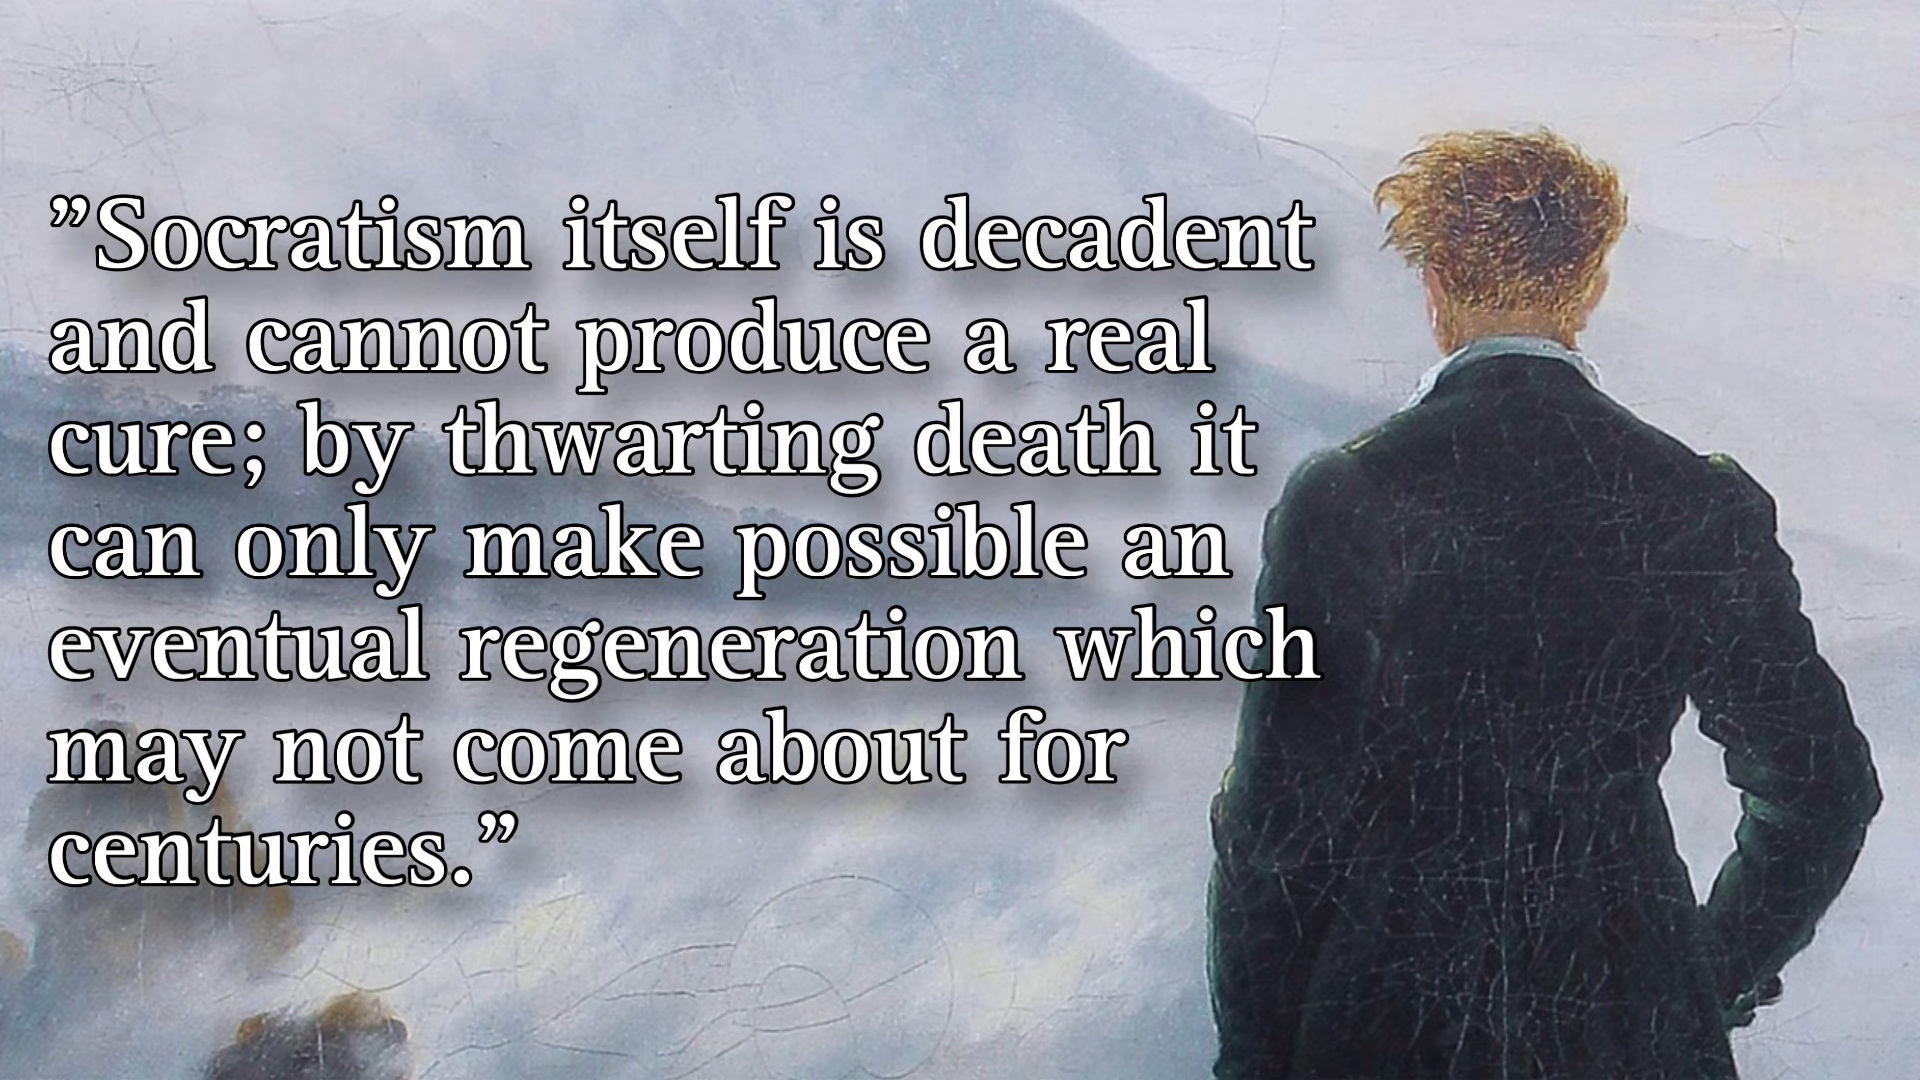 ”Socratism itself is decadent
and cannot produce a real
cure; by thwarting death it
can only make possible an
eventual regeneration which
may not come about for
centuries.”